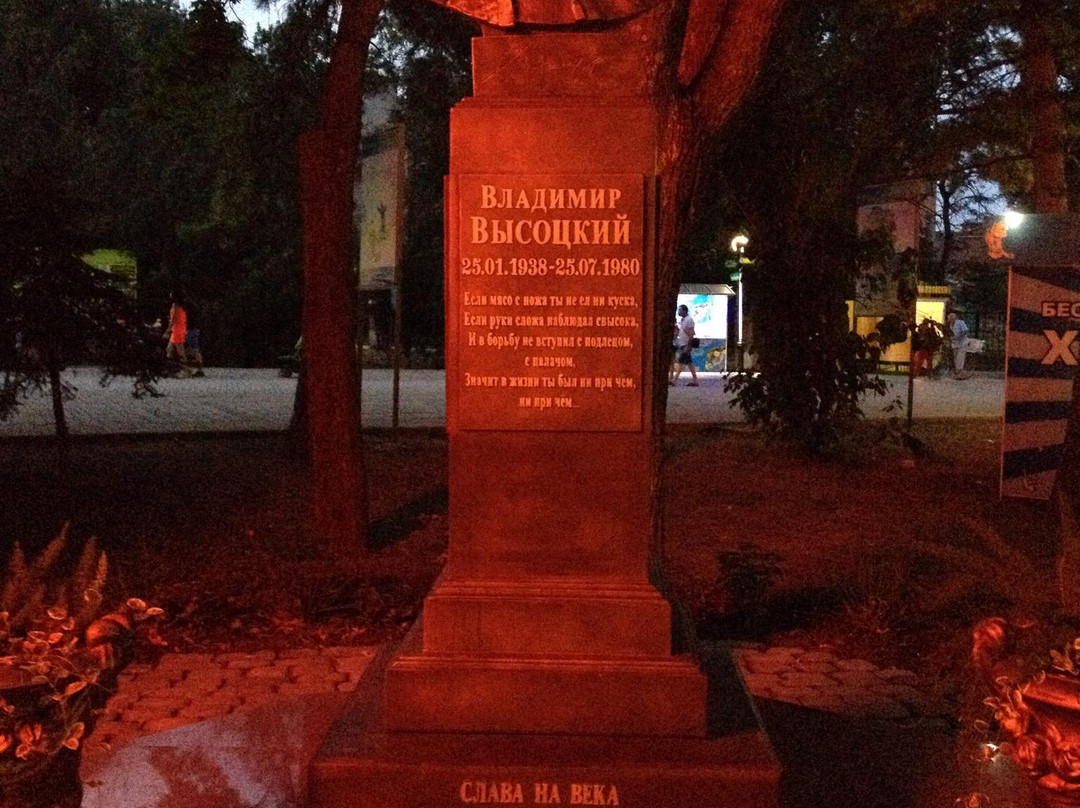 Владимир
Высоцкий
25.01.1938-25.07.1980
Если мясо с ножа ты не ел ни куска,
Если руки сложа наблюдал свысока,
И в борьбу не вступил с подлецом,
с палачом,
Значит в жизни ты был ни при чем,
ни при чем...
СЛАВА НА ВЕКА
БЕС
Х